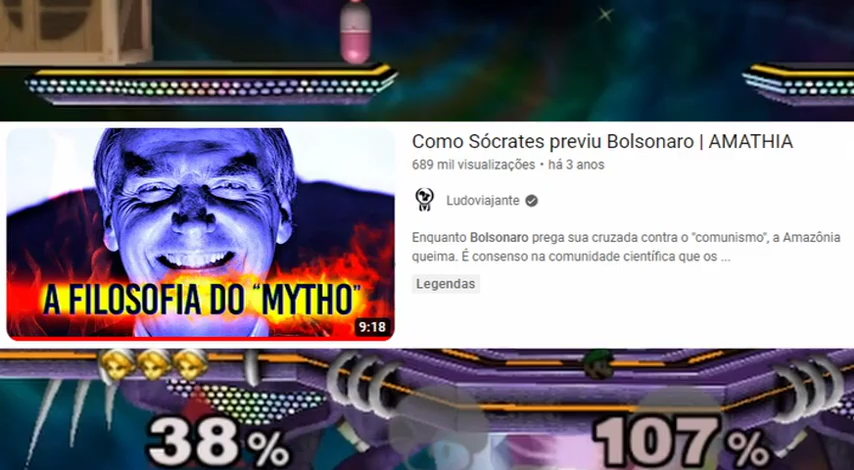 Como Sócrates previu Bolsonaro | AMATHIA
689 mil visualizações • há 3 anos
Ludoviajante
Enquanto Bolsonaro prega sua cruzada contra o "comunismo", a Amazônia
queima. É consenso na comunidade científica que os ...
Legendas
A FILOSOFIA DO “MYTHO”
9:18
38%
107%